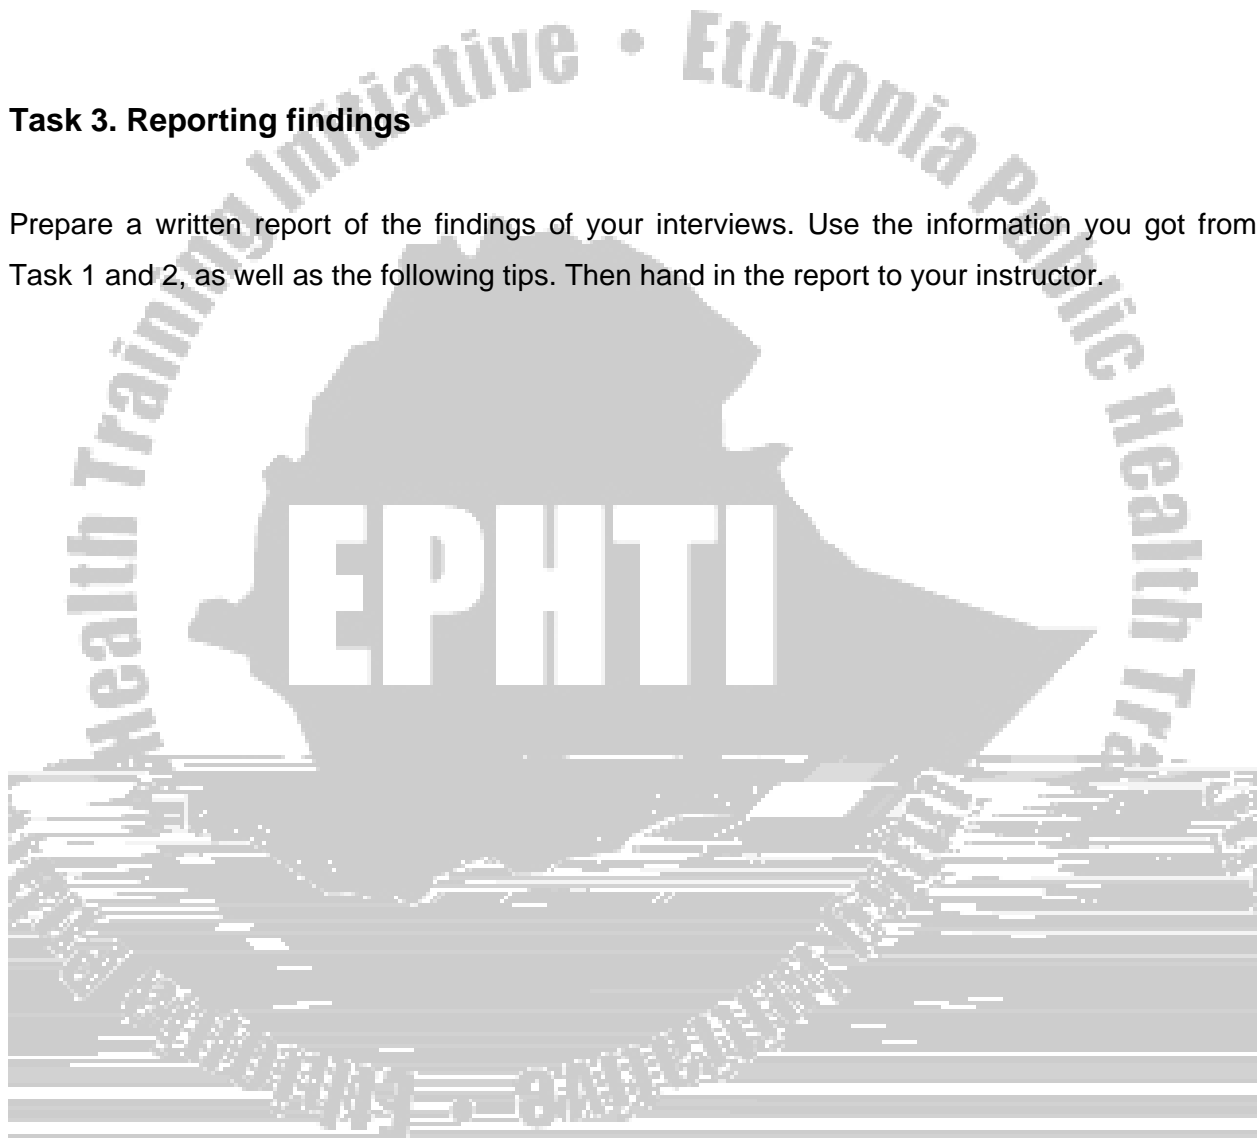 Task 3. Reporting findings
Prepare a written report of the findings of your interviews. Use the information you got from
Task 1 and 2, as well as the following tips. Then hand in the report to your instructor.
Health Training Initiative • Ethiopia Public Health Tra
EPHTI